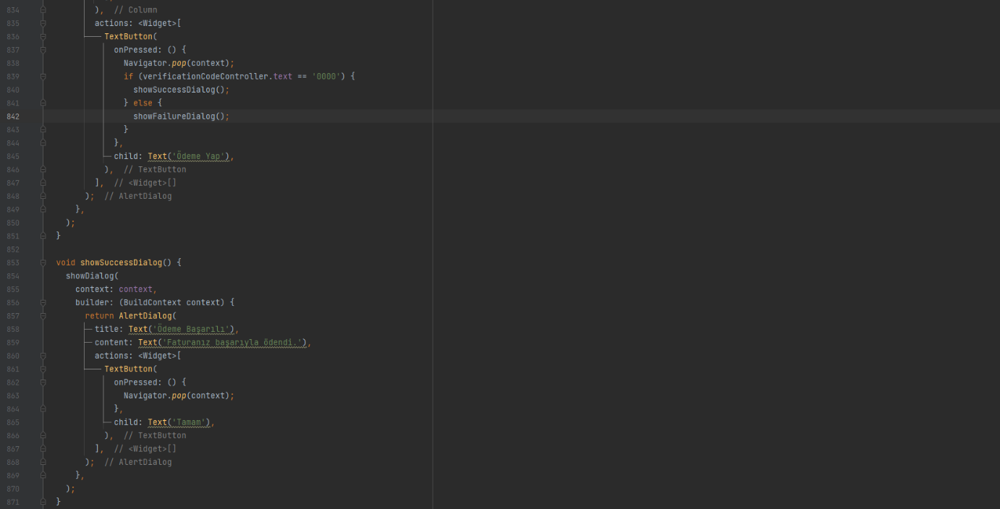 834 ), // Column
835 actions: <Widget>[
836 TextButton(
837 onPressed: () {
838 Navigator.pop(context);
839 if (verificationCodeController.text == '0000') {
840 showSuccessDialog();
841 } else {
842 showFailureDialog();
843 }
844 },
845 child: Text('Ödeme Yap'),
846 ), // TextButton
847 ], // <Widget>[]
848 ); // AlertDialog
849 },
850 );
851 }
852
853 void showSuccessDialog() {
854 showDialog(
855 context: context,
856 builder: (BuildContext context) {
857 return AlertDialog(
858 title: Text('Ödeme Başarılı'),
859 content: Text('Faturanız başarıyla ödendi.'),
860 actions: <Widget>[
861 TextButton(
862 onPressed: () {
863 Navigator.pop(context);
864 },
865 child: Text('Tamam'),
866 ), // TextButton
867 ], // <Widget>[]
868 ); // AlertDialog
869 },
870 );
871 }